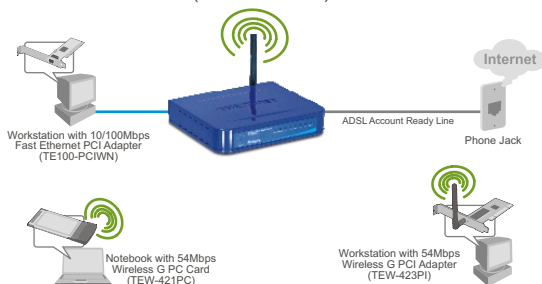 Internet
ADSL Account Ready Line
Phone Jack
Workstation with 10/100Mbps
Fast Ethernet PCI Adapter
(TE100-PCIWN)
Notebook with 54Mbps
Wireless G PC Card
(TEW-421PC)
Workstation with 54Mbps
Wireless G PCI Adapter
(TEW-423PI)